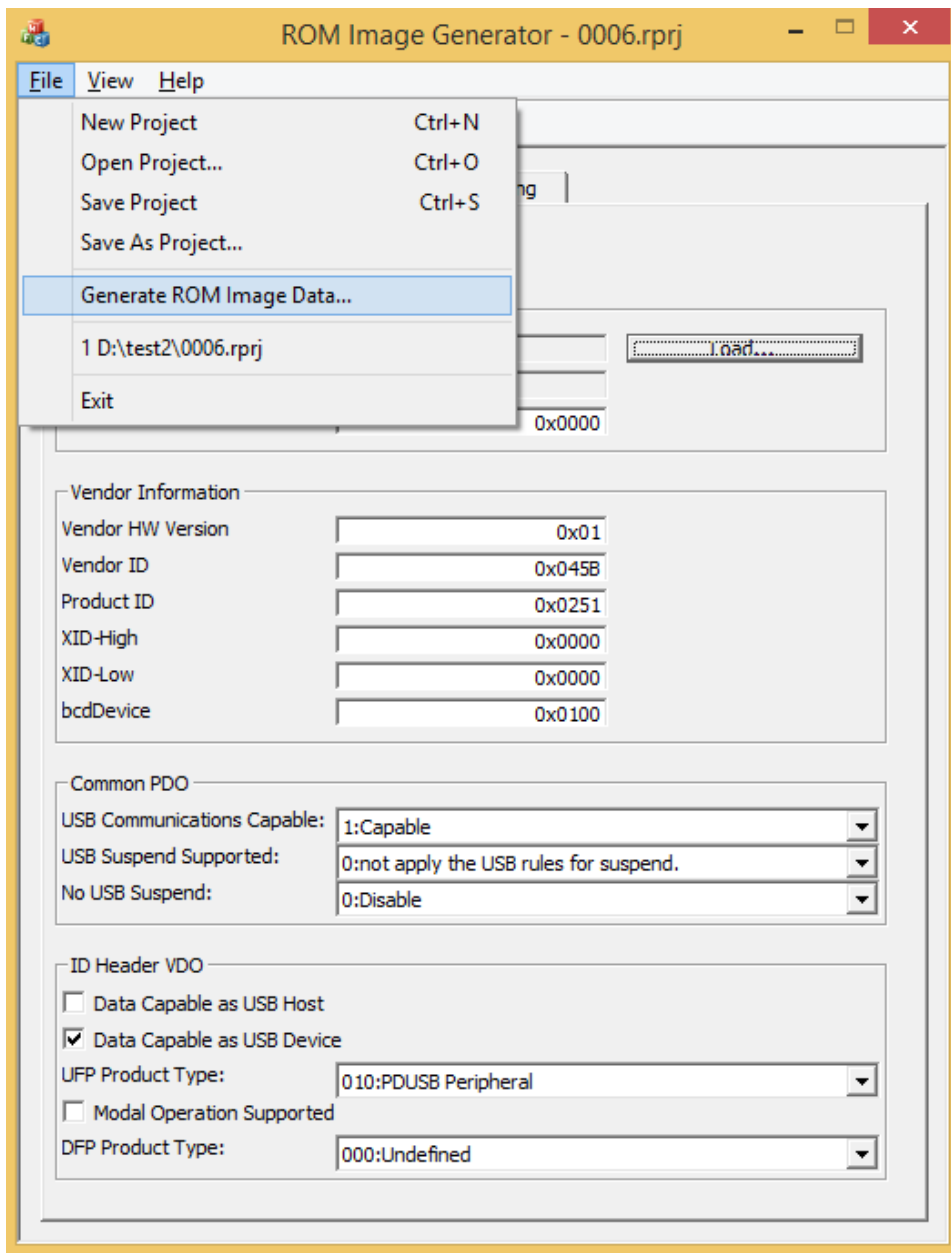 ROM Image Generator - 0006.rprj
File View Help
New Project Ctrl+N
Open Project... Ctrl+O
Save Project Ctrl+S
Save As Project...
Generate ROM Image Data...
1 D:\test2\0006.rprj
Exit
Load...
0x0000
Vendor Information
Vendor HW Version 0x01
Vendor ID 0x045B
Product ID 0x0251
XID-High 0x0000
XID-Low 0x0000
bcdDevice 0x0100
Common PDO
USB Communications Capable: 1:Capable
USB Suspend Supported: 0:not apply the USB rules for suspend.
No USB Suspend: 0:Disable
ID Header VDO
Data Capable as USB Host
Data Capable as USB Device
UFP Product Type: 010:PDUSB Peripheral
Modal Operation Supported
DFP Product Type: 000:Undefined